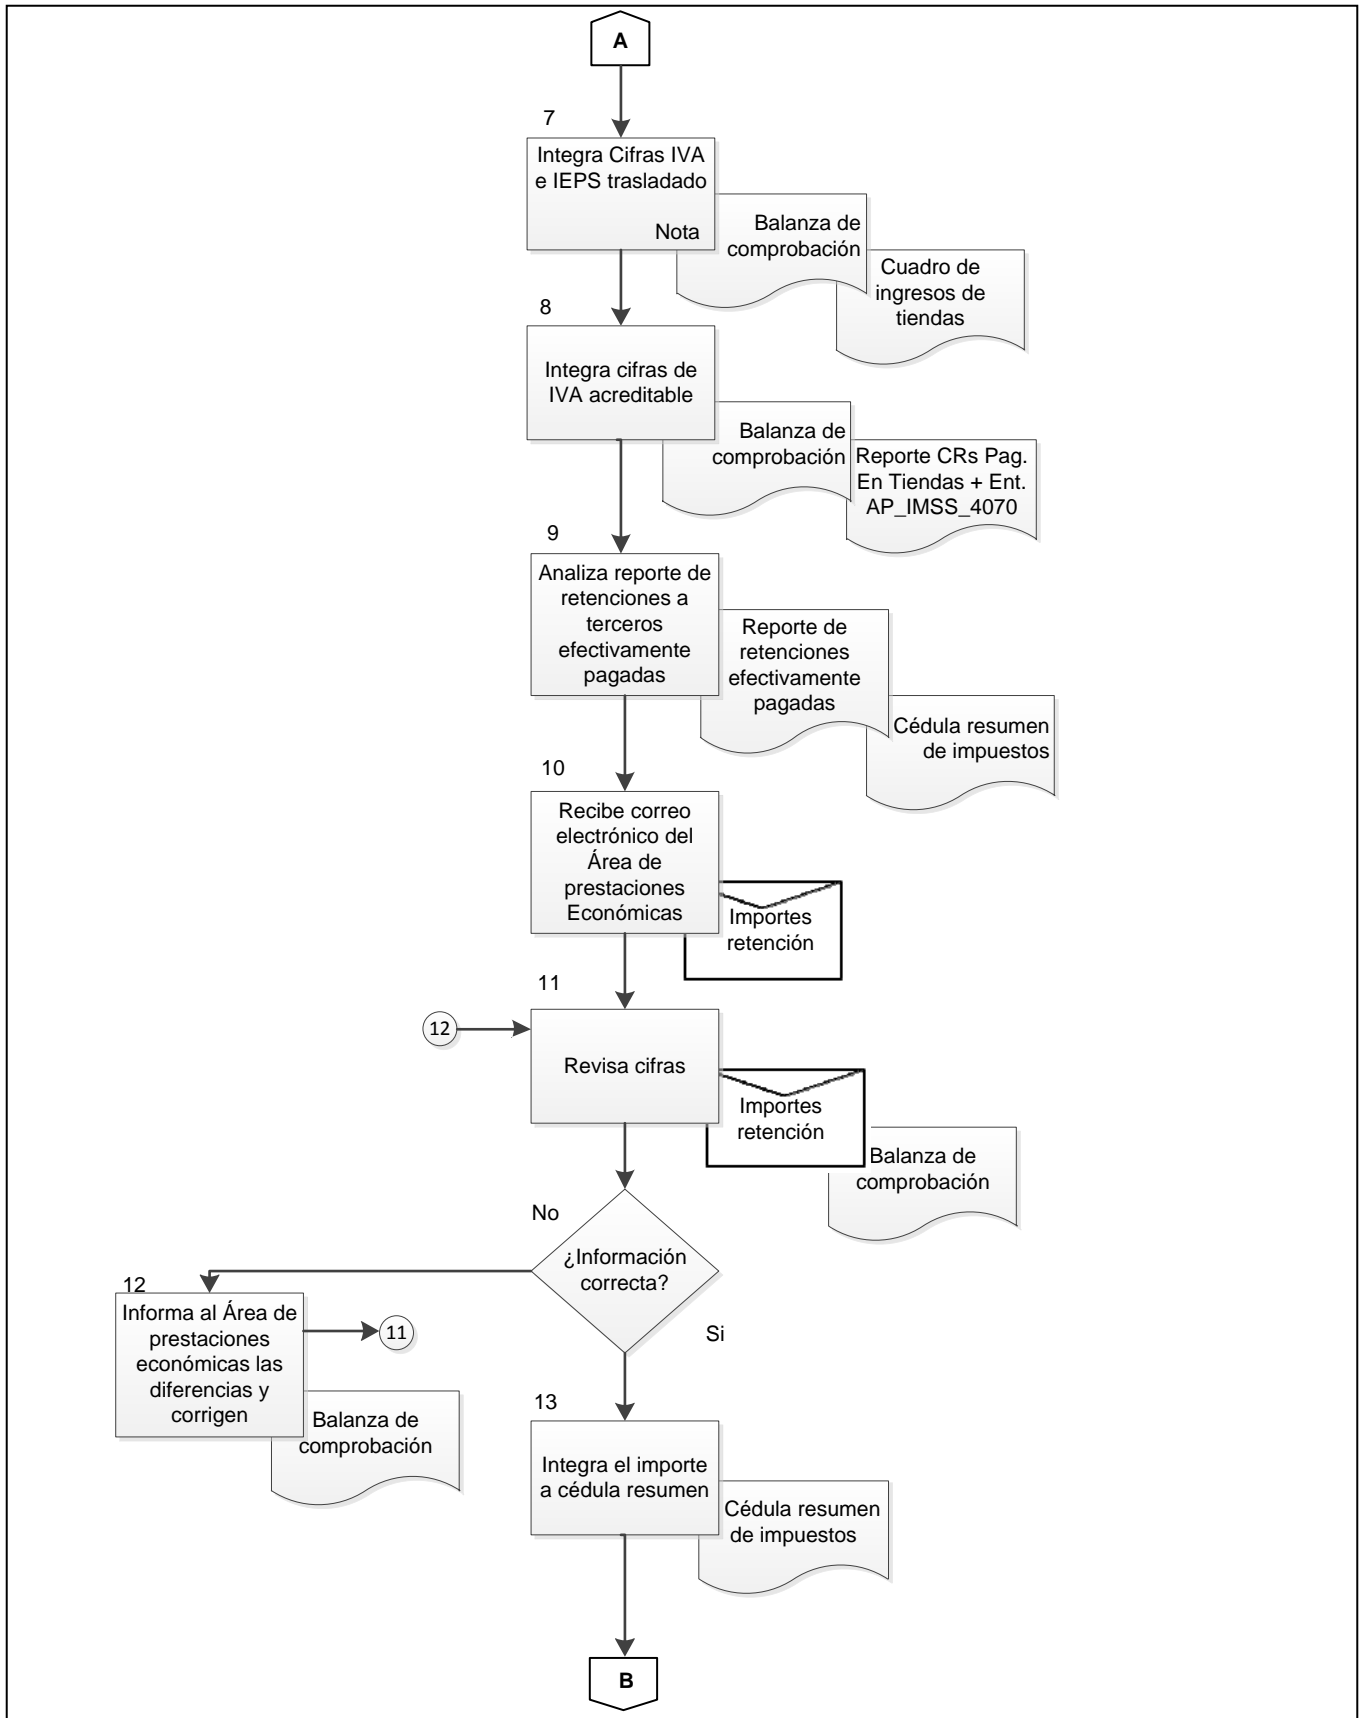 A
7
Integra Cifras IVA
e IEPS trasladado
Nota
Balanza de
comprobación
Cuadro de
ingresos de
tiendas
8
Integra cifras de
IVA acreditable
Balanza de
comprobación
Reporte CRs Pag.
En Tiendas + Ent.
AP_IMSS_4070
9
Analiza reporte de
retenciones a
terceros
efectivamente
pagadas
Reporte de
retenciones
efectivamente
pagadas
Cédula resumen
de impuestos
10
Recibe correo
electrónico del
Área de
prestaciones
Económicas
Importes
retención
11
12
Revisa cifras
Importes
retención
Balanza de
comprobación
No
¿Información
correcta?
Si
12
Informa al Área de
prestaciones
económicas las
diferencias y
corrigen
11
Balanza de
comprobación
13
Integra el importe
a cédula resumen
Cédula resumen
de impuestos
B